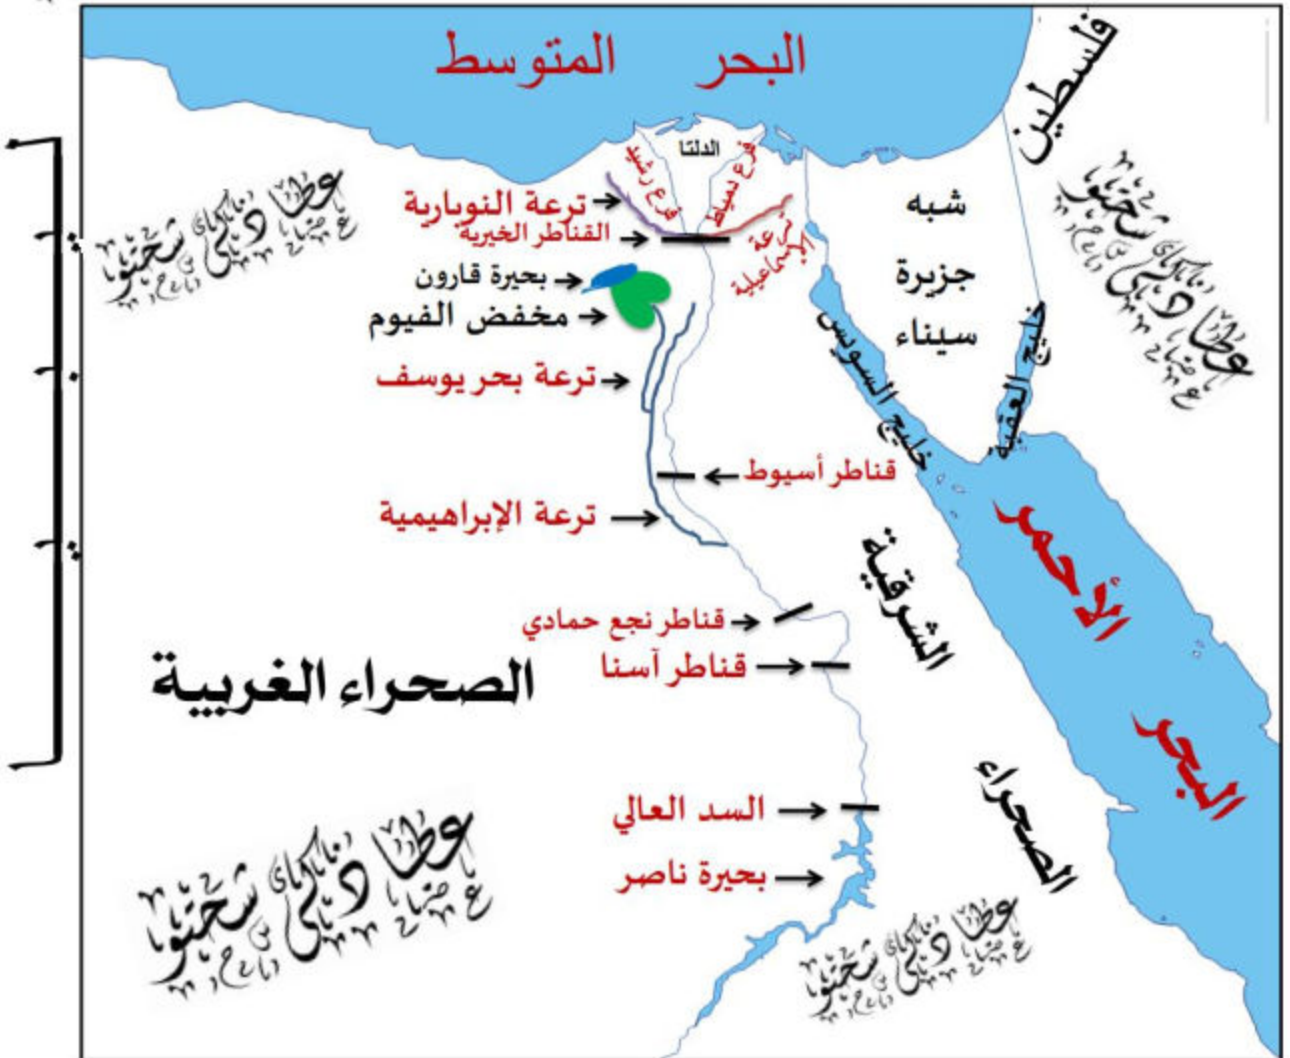 البحر المتوسط
فلسطين
الدلتا
فرع رشيد
فرع دمياط
ترعة النوبارية
القناطر الخيرية
ترعة
الإسماعيلية
شبه
جزيرة
سيناء
بحيرة قارون
مخفض الفيوم
خليج السويس
خليج العقبة
ترعة بحر يوسف
قناطر أسيوط
ترعة الإبراهيمية
البحر الأحمر
الصحراء الشرقية
قناطر نجع حمادي
قناطر آسنا
الصحراء الغربية
السد العالي
بحيرة ناصر